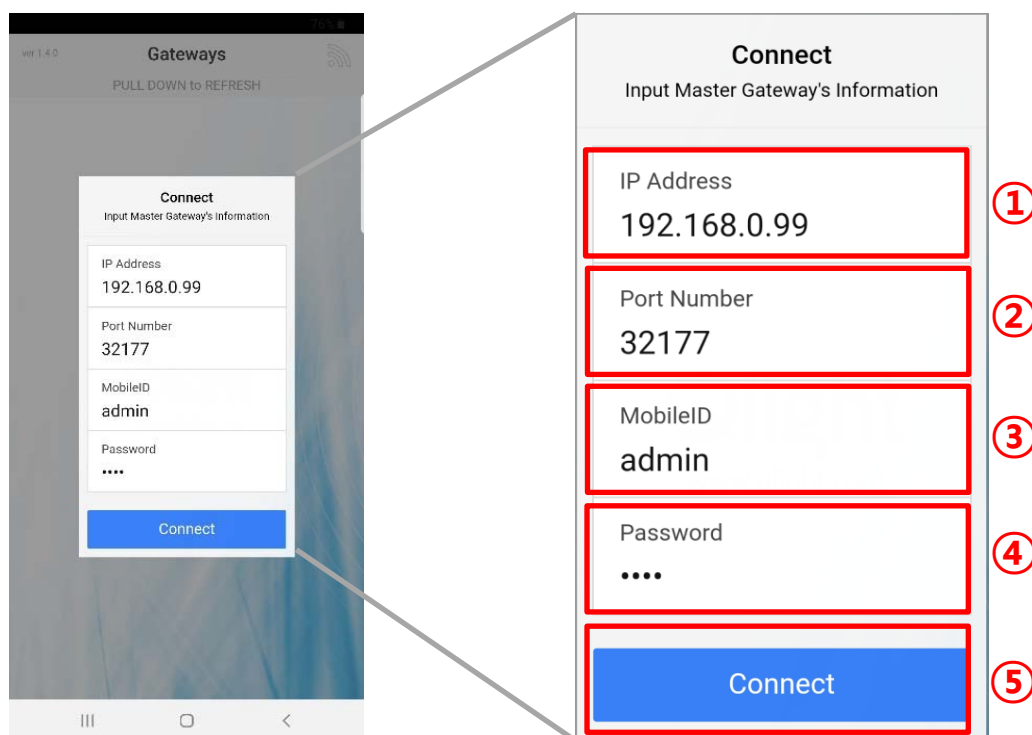 76%
ver 1.4.0
Gateways
PULL DOWN to REFRESH
Connect
Input Master Gateway's Information
IP Address
192.168.0.99
Port Number
32177
MobileID
admin
Password
••••
Connect
Connect
Input Master Gateway's Information
IP Address
192.168.0.99
①
Port Number
32177
②
MobileID
admin
③
Password
••••
④
Connect
⑤